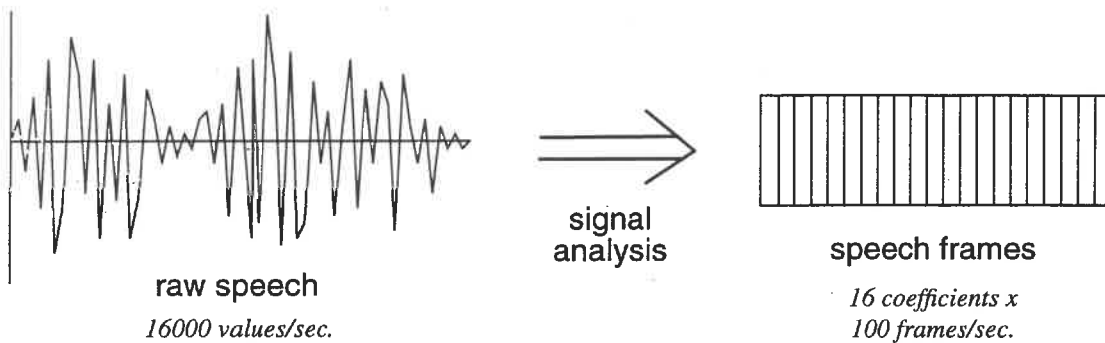 raw speech
16000 values/sec.
signal
analysis
speech frames
16 coefficients x
100 frames/sec.